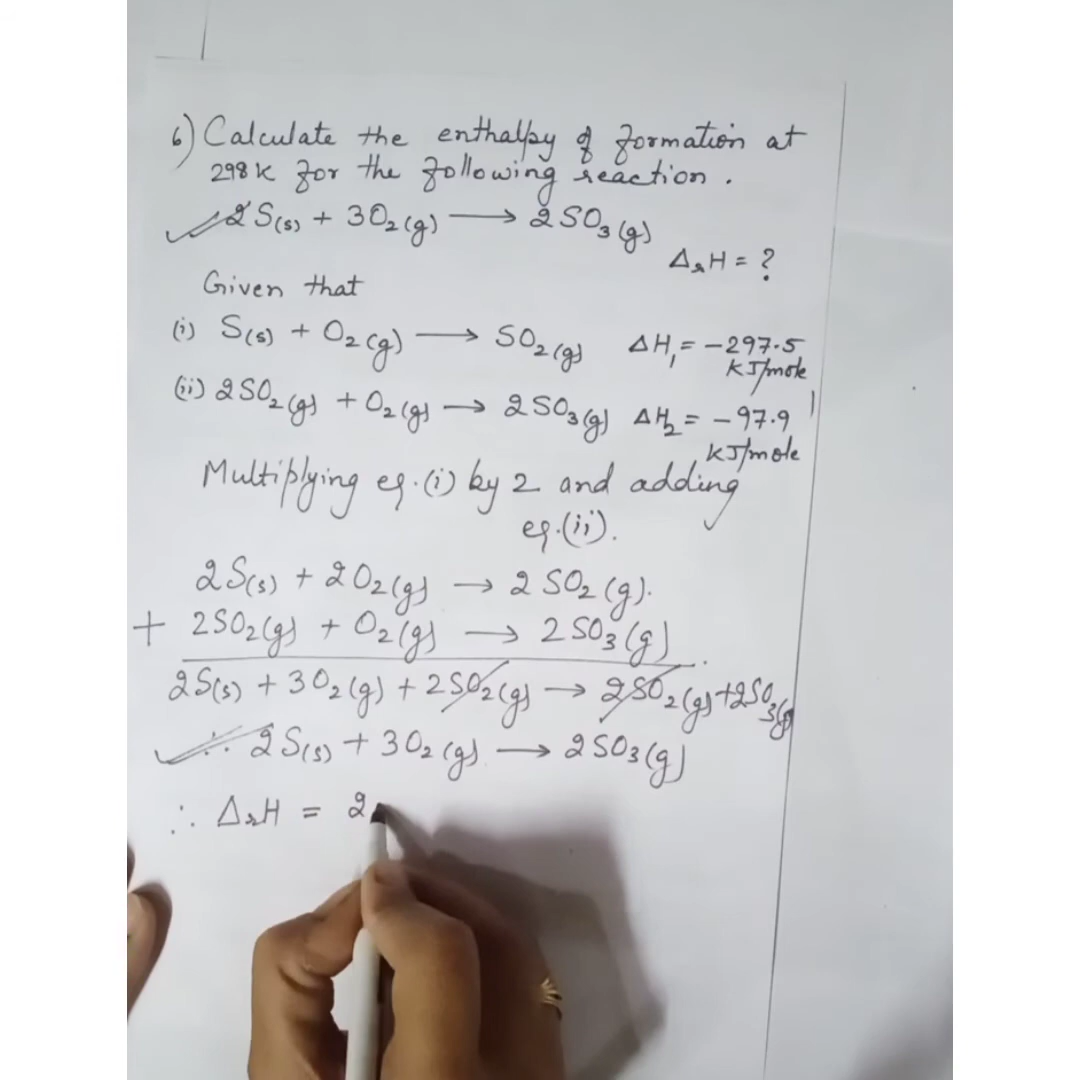 6) Calculate the enthalpy of formation at
298K for the following reaction.
2S(s) + 3O₂(g) ⟶ 2SO₃(g)
ΔᵣH = ?
Given that
(i) S(s) + O₂(g) ⟶ SO₂(g) ΔH₁ = -297.5
KJ/mole
(ii) 2SO₂(g) + O₂(g) → 2SO₃(g) ΔH₂ = -97.9
KJ/mole
Multiplying eq.(i) by 2 and adding
eq.(ii).
2S(s) + 2O₂(g) → 2SO₂(g).
+ 2SO₂(g) + O₂(g) → 2SO₃(g).
2S(s) + 3O₂(g) + 2SO₂(g) → 2SO₂(g) + 2SO₃(g)
∴ 2S(s) + 3O₂(g) ⟶ 2SO₃(g)
∴ ΔᵣH = 2